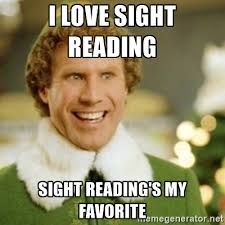 I LOVE SIGHT
READING
SIGHT READING'S MY
FAVORITE
memegenerator.net